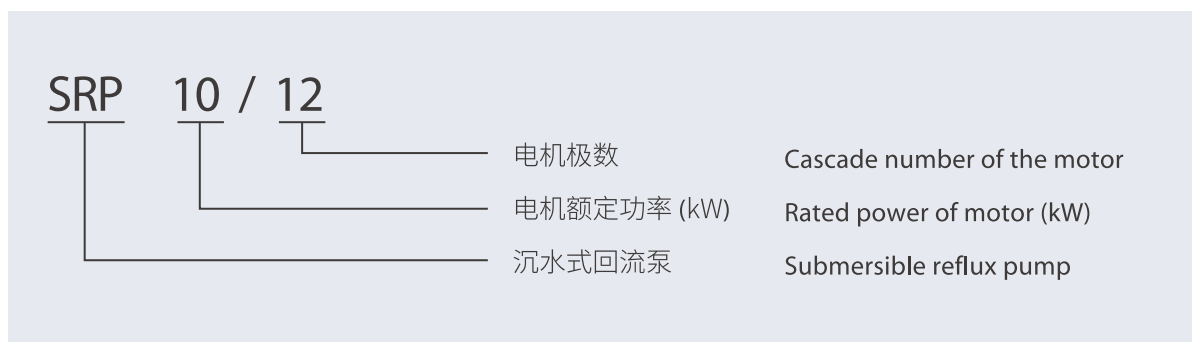 SRP 10 / 12
电机极数 Cascade number of the motor
电机额定功率 (kW) Rated power of motor (kW)
沉水式回流泵 Submersible reflux pump